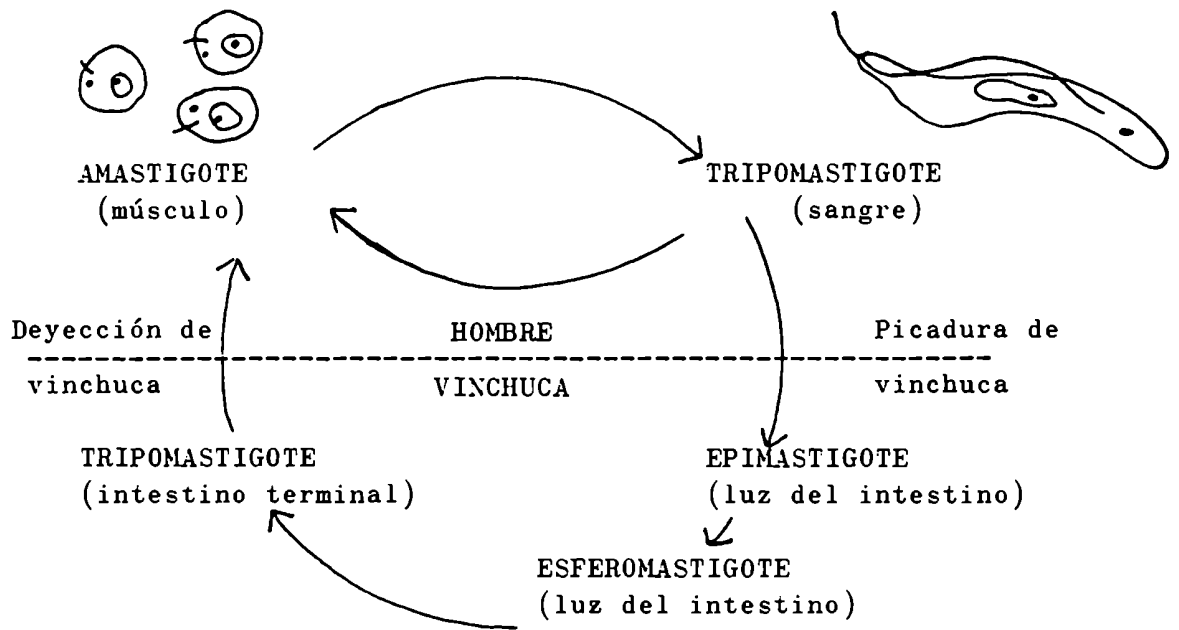 AMASTIGOTE
(músculo)
TRIPOMASTIGOTE
(sangre)
Deyección de
vinchuca
HOMBRE
VINCHUCA
Picadura de
vinchuca
TRIPOMASTIGOTE
(intestino terminal)
EPIMASTIGOTE
(luz del intestino)
ESFEROMASTIGOTE
(luz del intestino)